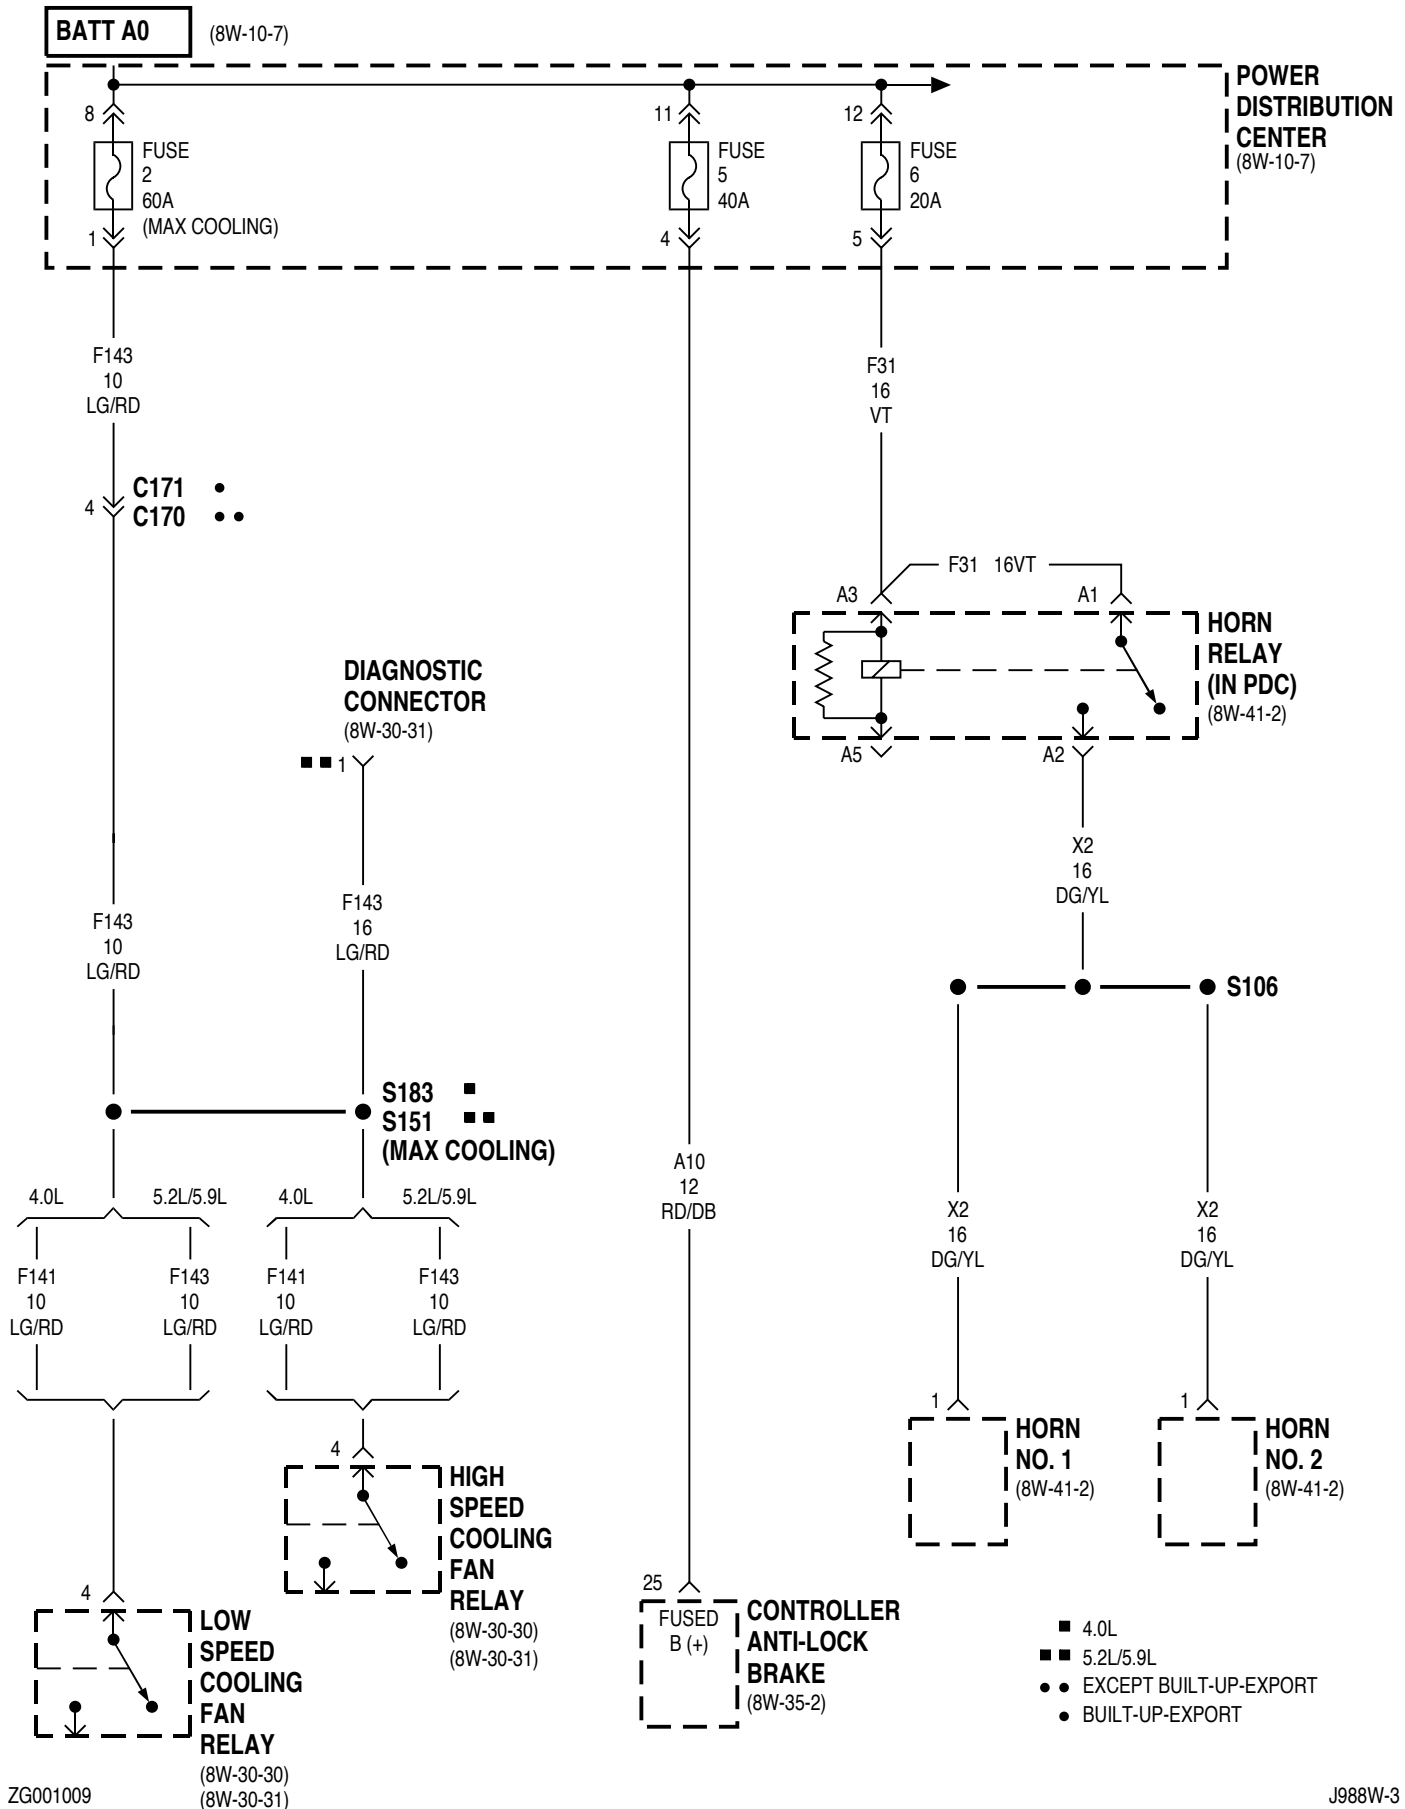 BATT A0 (8W-10-7)
POWER
DISTRIBUTION
CENTER
(8W-10-7)
8
FUSE
2
60A
(MAX COOLING)
1
11
FUSE
5
40A
4
12
FUSE
6
20A
5
F143
10
LG/RD
F31
16
VT
4
C171
C170
F31 16VT
A3
A1
HORN
RELAY
(IN PDC)
(8W-41-2)
A5
A2
DIAGNOSTIC
CONNECTOR
(8W-30-31)
1
X2
16
DG/YL
F143
10
LG/RD
F143
16
LG/RD
S106
S183
S151
(MAX COOLING)
A10
12
RD/DB
4.0L
5.2L/5.9L
4.0L
5.2L/5.9L
X2
16
DG/YL
X2
16
DG/YL
F141
10
LG/RD
F143
10
LG/RD
F141
10
LG/RD
F143
10
LG/RD
1
HORN
NO. 1
(8W-41-2)
1
HORN
NO. 2
(8W-41-2)
4
HIGH
SPEED
COOLING
FAN
RELAY
(8W-30-30)
(8W-30-31)
4
LOW
SPEED
COOLING
FAN
RELAY
(8W-30-30)
(8W-30-31)
25
FUSED
B (+)
CONTROLLER
ANTI-LOCK
BRAKE
(8W-35-2)
4.0L
5.2L/5.9L
EXCEPT BUILT-UP-EXPORT
BUILT-UP-EXPORT
ZG001009
J988W-3